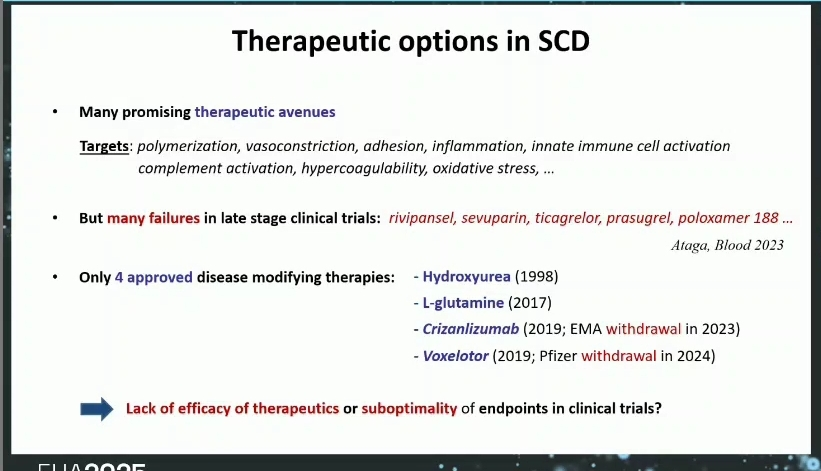 Therapeutic options in SCD
• Many promising therapeutic avenues
Targets: polymerization, vasoconstriction, adhesion, inflammation, innate immune cell activation
complement activation, hypercoagulability, oxidative stress, ...
• But many failures in late stage clinical trials: rivipansel, sevuparin, ticagrelor, prasugrel, poloxamer 188 ...
Ataga, Blood 2023
• Only 4 approved disease modifying therapies: - Hydroxyurea (1998)
- L-glutamine (2017)
- Crizanlizumab (2019; EMA withdrawal in 2023)
- Voxelotor (2019; Pfizer withdrawal in 2024)
Lack of efficacy of therapeutics or suboptimality of endpoints in clinical trials?
EHA2025